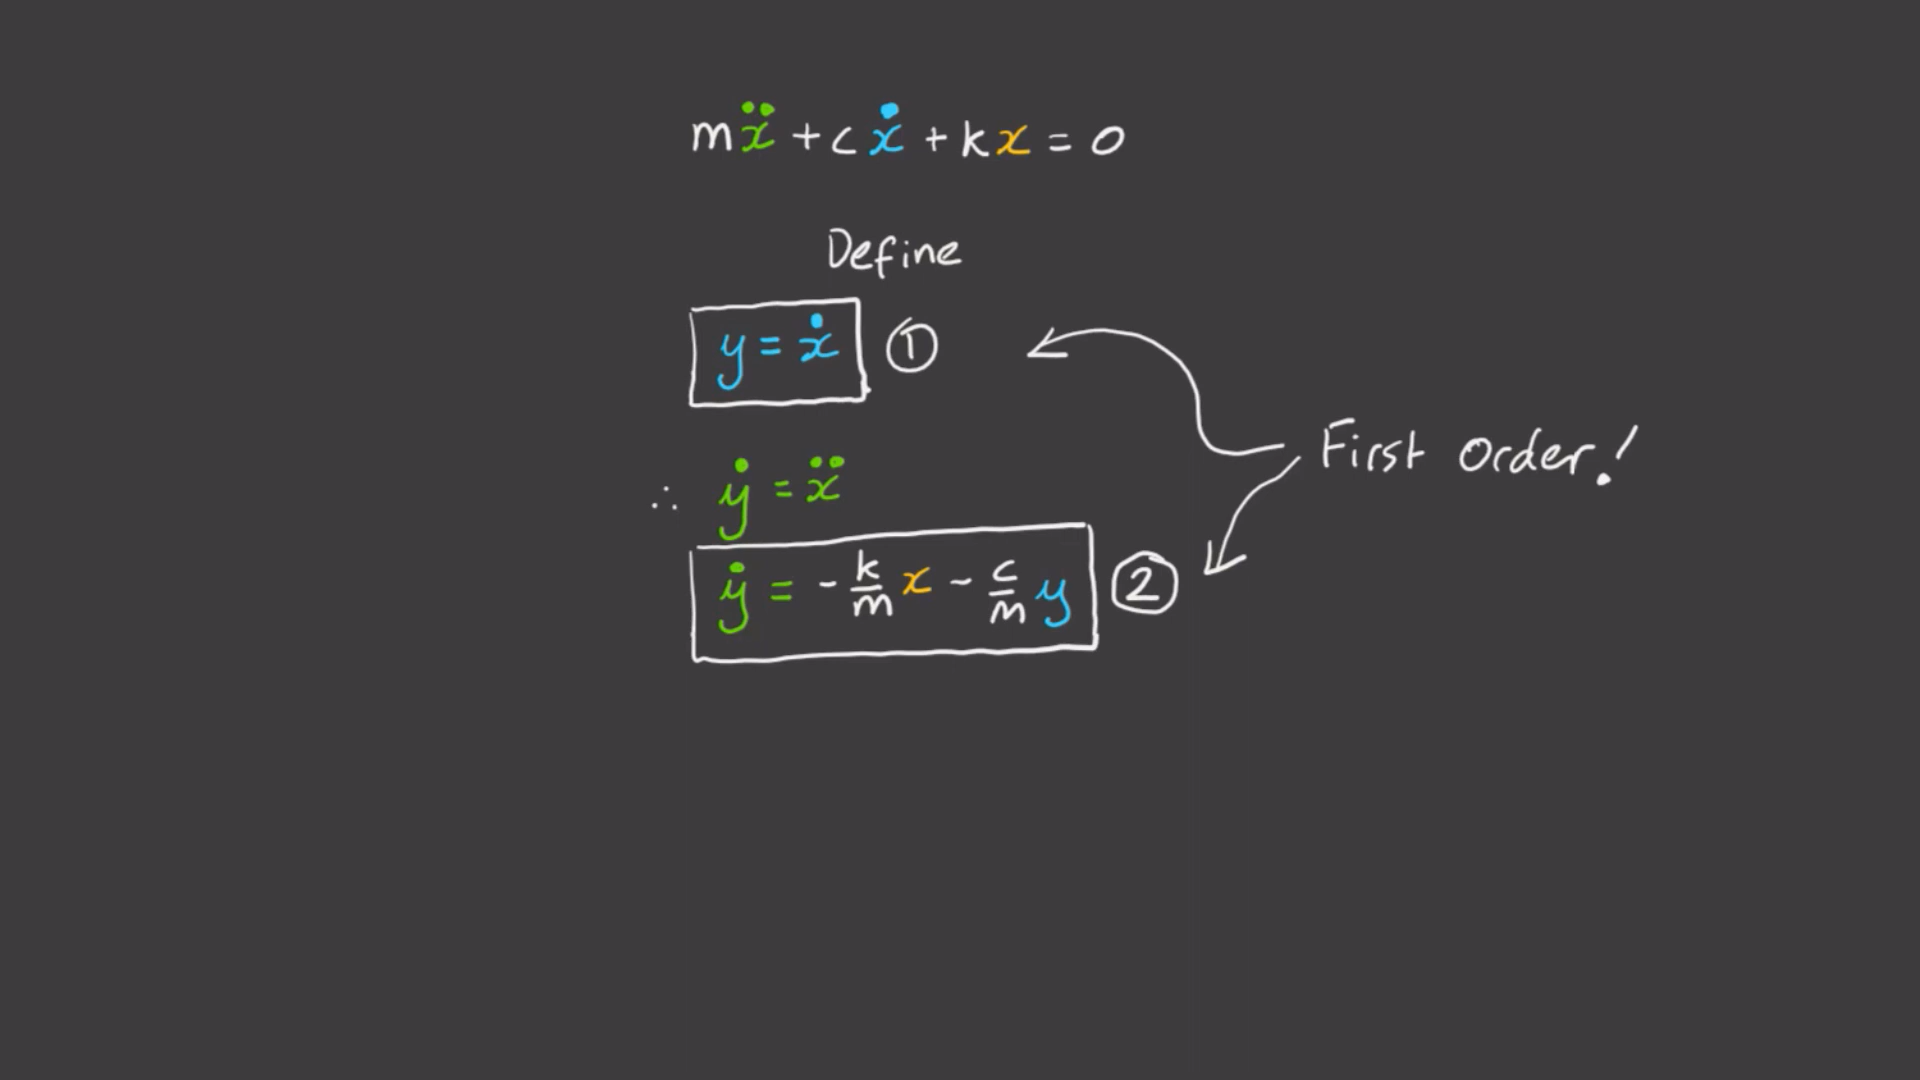 mẍ + cẋ + kx = 0
Define
y = ẋ ①
First Order!
∴ ẏ = ẍ
ẏ = -k/m x - c/m y ②